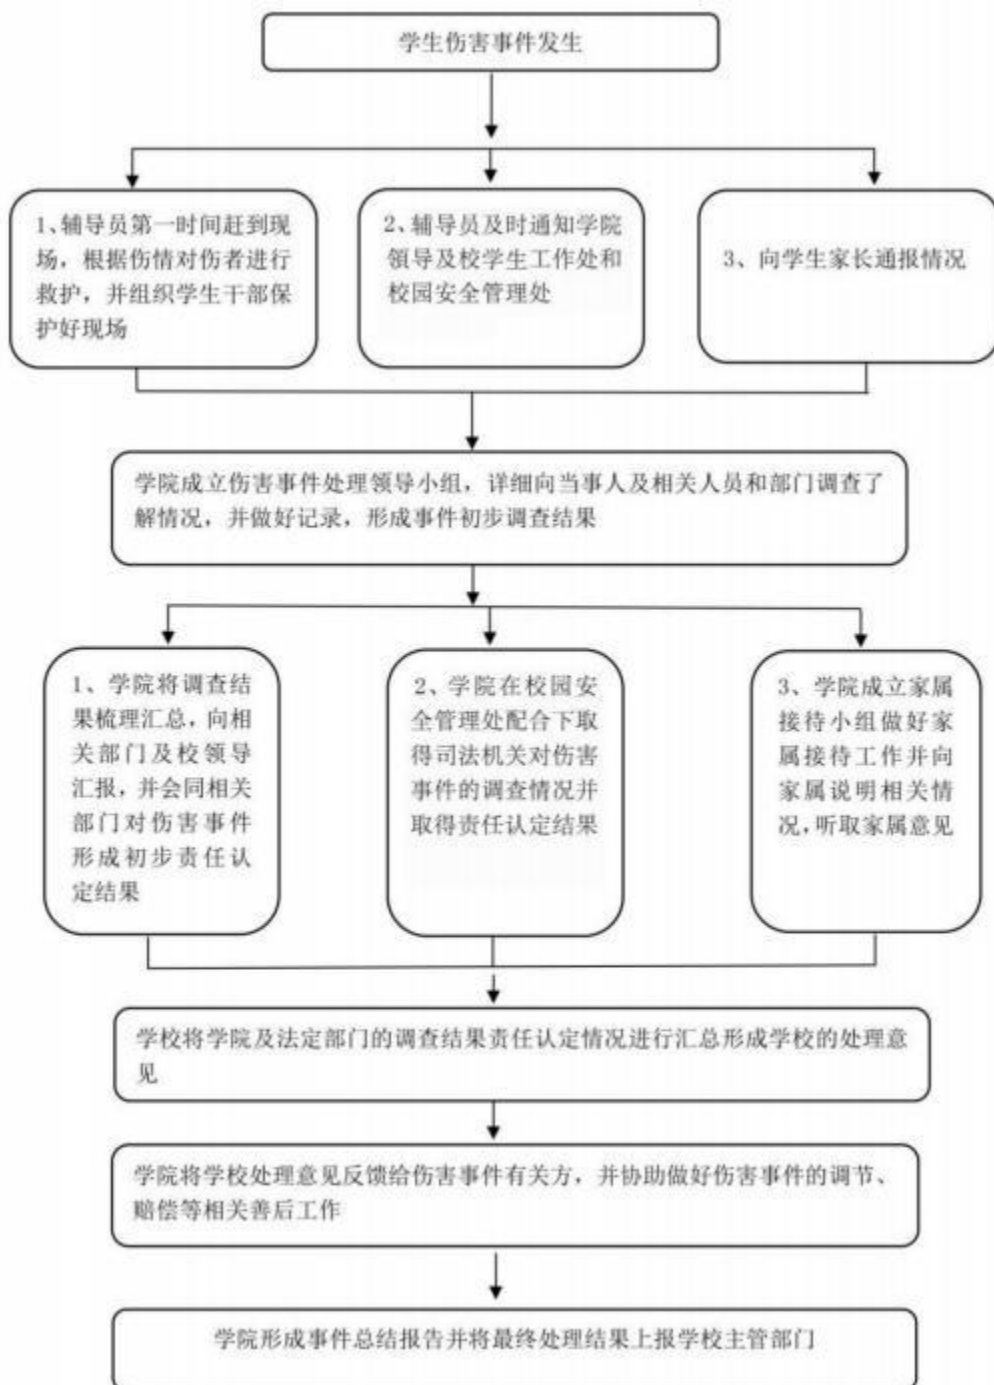 学生伤害事件发生
1、辅导员第一时间赶到现
场，根据伤情对伤者进行
救护，并组织学生干部保
护好现场
2、辅导员及时通知学院
领导及校学生工作处和
校园安全管理处
3、向学生家长通报情况
学院成立伤害事件处理领导小组，详细向当事人及相关人员和部门调查了
解情况，并做好记录，形成事件初步调查结果
1、学院将调查结
果梳理汇总，向相
关部门及校领导
汇报，并会同相关
部门对伤害事件
形成初步责任认
定结果
2、学院在校园安
全管理处配合下取
得司法机关对伤害
事件的调查情况并
取得责任认定结果
3、学院成立家属
接待小组做好家
属接待工作并向
家属说明相关情
况，听取家属意见
学校将学院及法定部门的调查结果责任认定情况进行汇总形成学校的处理意
见
学院将学校处理意见反馈给伤害事件有关方，并协助做好伤害事件的调节、
赔偿等相关善后工作
学院形成事件总结报告并将最终处理结果上报学校主管部门